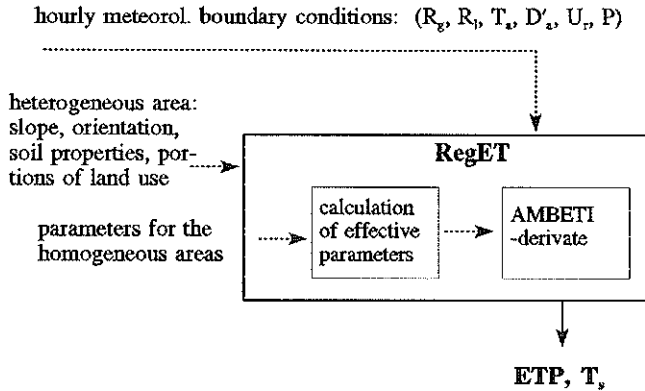 hourly meteorol. boundary conditions: (R_g, R_l, T_a, D'_a, U_r, P)
heterogeneous area:
slope, orientation,
soil properties, por-
tions of land use
RegET
parameters for the
homogeneous areas
calculation
of effective
parameters
AMBETI
-derivate
ETP, T_s